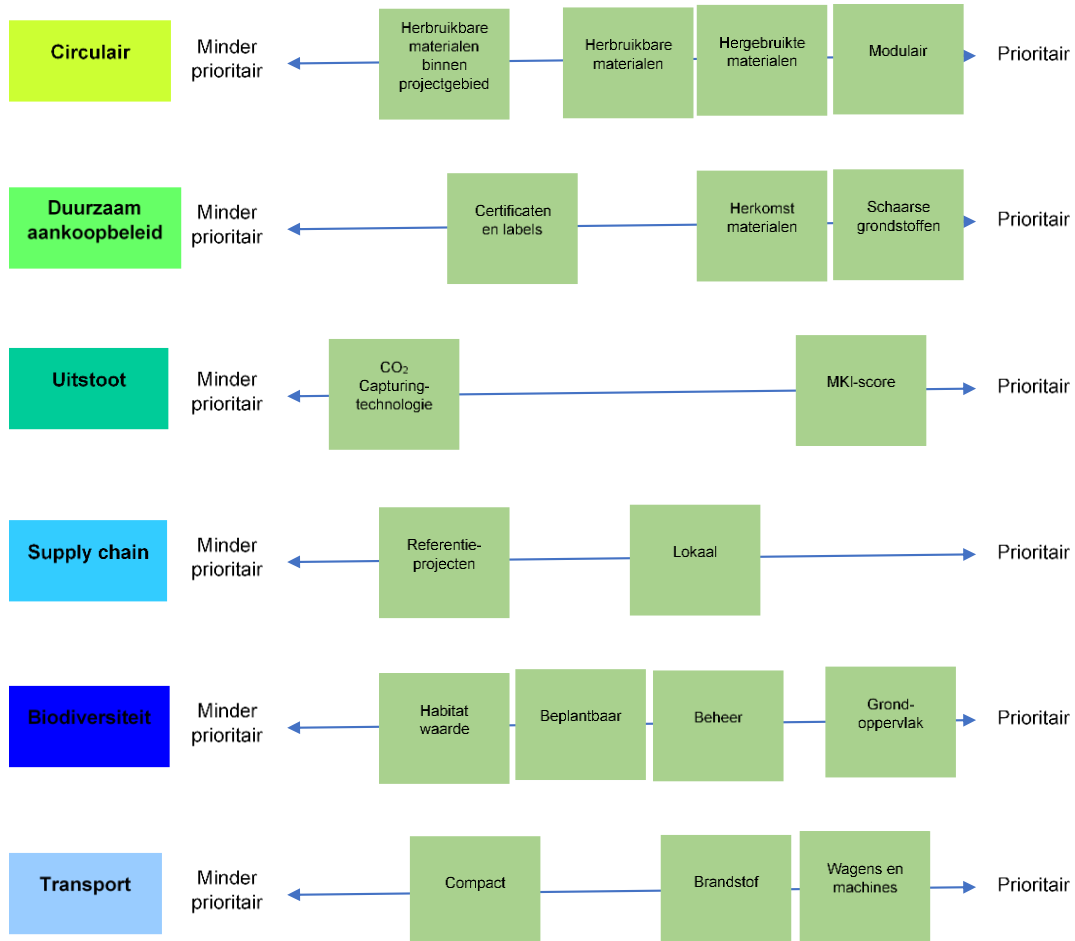 Circulair
Minder
prioritair
Herbruikbare
materialen
binnen
projectgebied
Herbruikbare
materialen
Hergebruikte
materialen
Modulair
Prioritair
Duurzaam
aankoopbeleid
Minder
prioritair
Certificaten
en labels
Herkomst
materialen
Schaarse
grondstoffen
Prioritair
Uitstoot
Minder
prioritair
CO₂
Capturing-
technologie
MKI-score
Prioritair
Supply chain
Minder
prioritair
Referentie-
projecten
Lokaal
Prioritair
Biodiversiteit
Minder
prioritair
Habitat
waarde
Beplantbaar
Beheer
Grond-
oppervlak
Prioritair
Transport
Minder
prioritair
Compact
Brandstof
Wagens en
machines
Prioritair